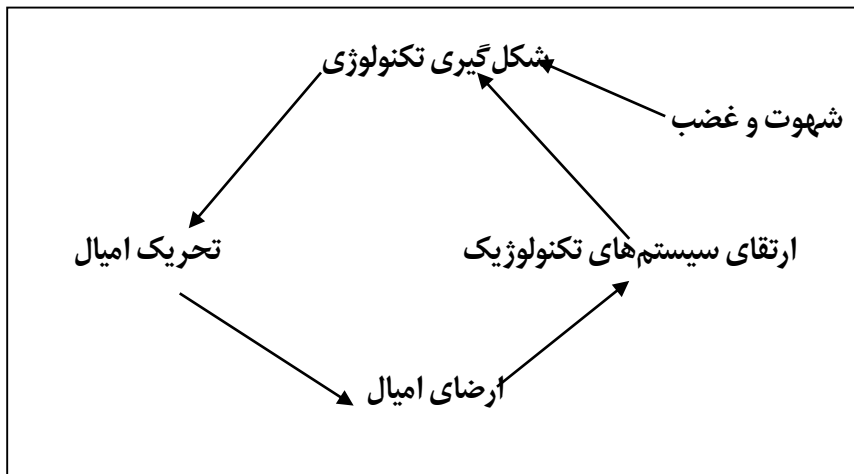 شکل‌گیری تکنولوژی
شهوت و غضب
ارتقای سیستم‌های تکنولوژیک
تحریک امیال
ارضای امیال